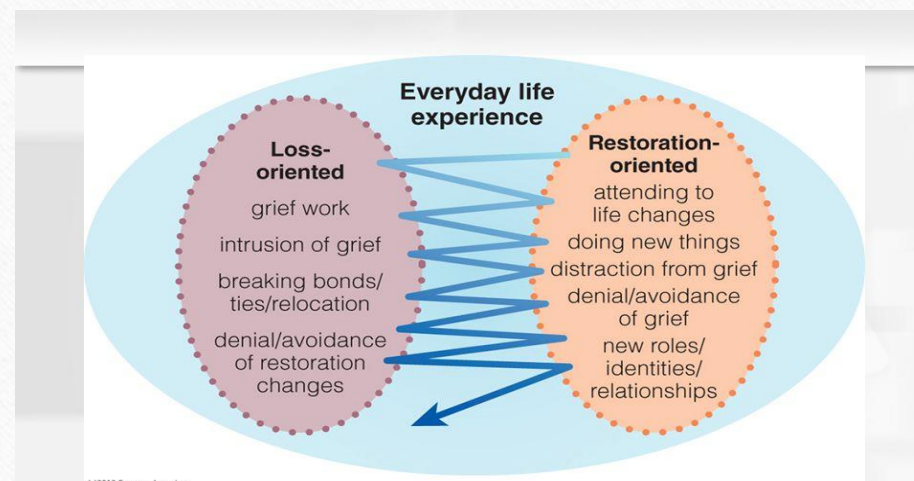 Everyday life
experience
Loss-
oriented
grief work
intrusion of grief
breaking bonds/
ties/relocation
denial/avoidance
of restoration
changes
Restoration-
oriented
attending to
life changes
doing new things
distraction from grief
denial/avoidance
of grief
new roles/
identities/
relationships